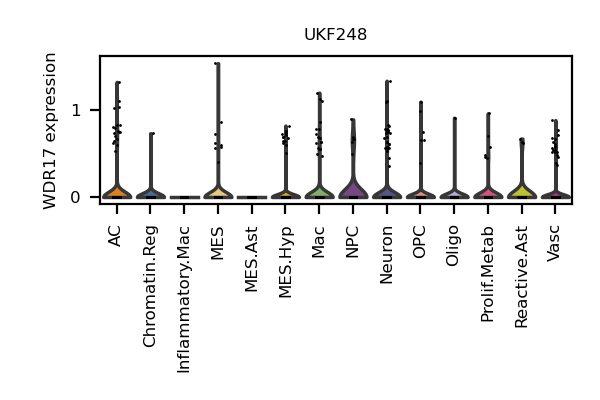 UKF248
WDR17 expression
1
0
AC
Chromatin.Reg
Inflammatory.Mac
MES
MES.Ast
MES.Hyp
Mac
NPC
Neuron
OPC
Oligo
Prolif.Metab
Reactive.Ast
Vasc